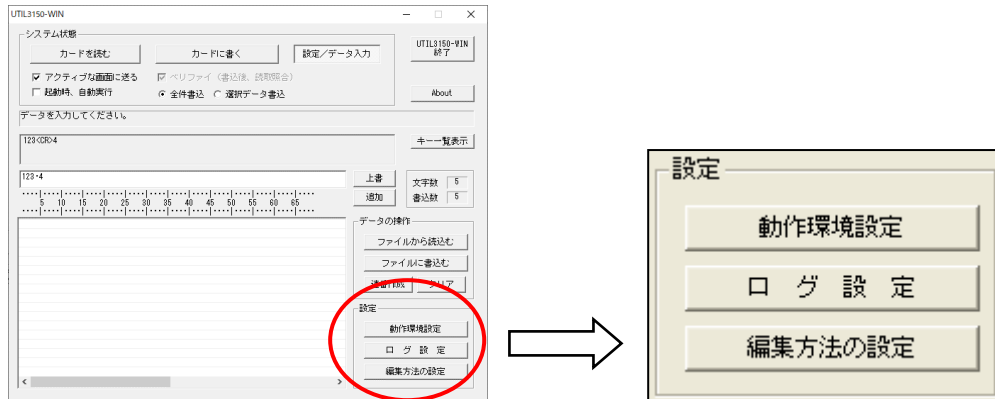 UTIL3150-WIN
システム状態
カードを読む
カードに書く
設定／データ入力
UTIL3150-WIN
終了
アクティブな画面に送る
ベリファイ（書込後、読取照合）
起動時、自動実行
全件書込
選択データ書込
About
データを入力してください。
123<CR>4
キー一覧表示
123･4
上書
追加
文字数 5
書込数 5
5 10 15 20 25 30 35 40 45 50 55 60 65
データの操作
ファイルから読込む
ファイルに書込む
連番作成
クリア
設定
動作環境設定
ログ設定
編集方法の設定
設定
動作環境設定
ログ設定
編集方法の設定